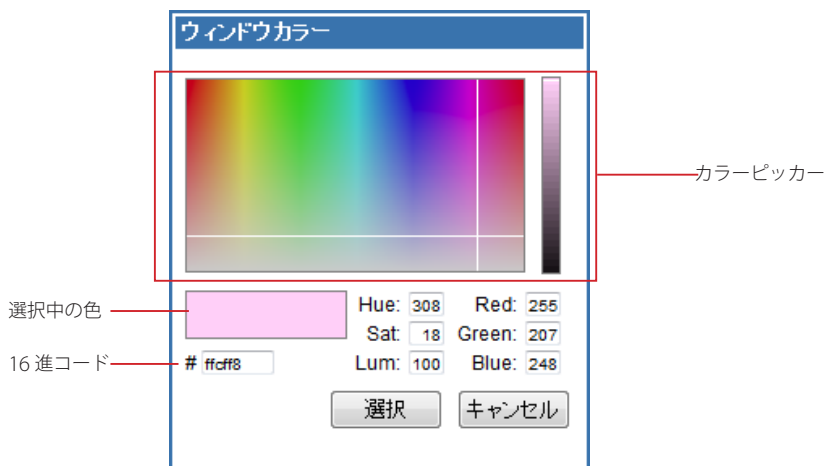 ウィンドウカラー
カラーピッカー
選択中の色
Hue: 308 Red: 255
Sat: 18 Green: 207
16 進コード # ffcff8 Lum: 100 Blue: 248
選択 キャンセル